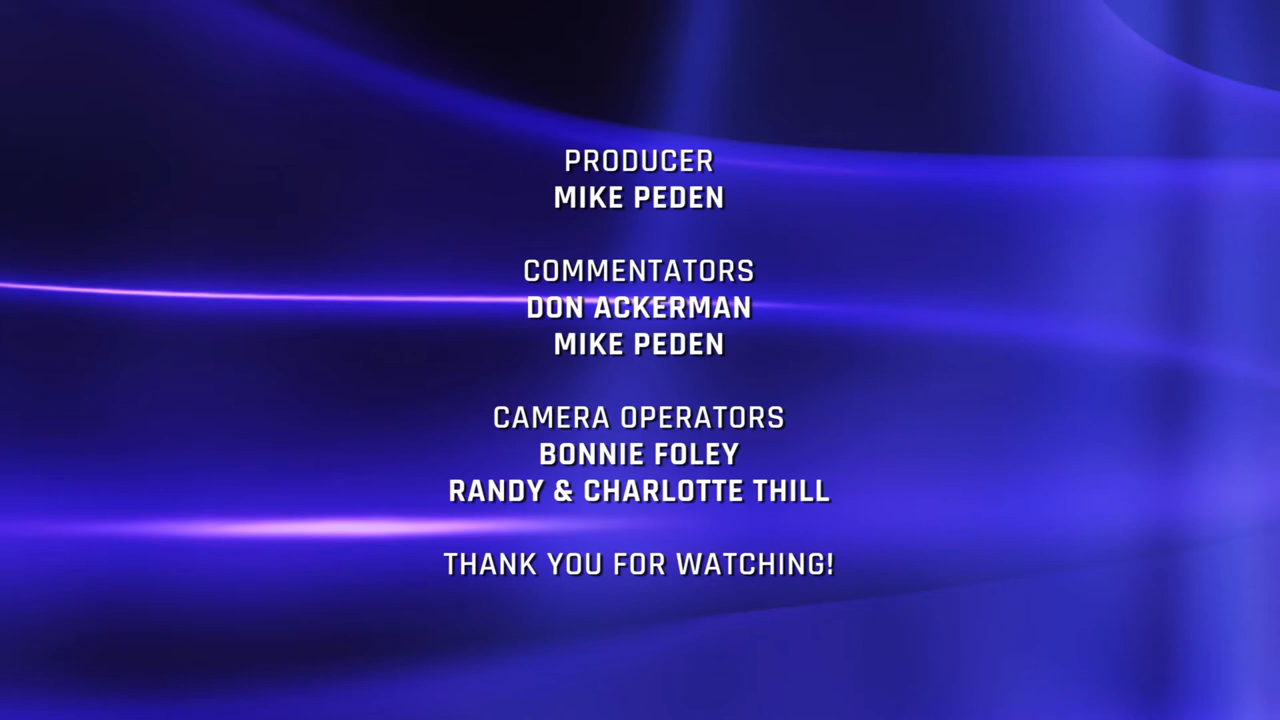 PRODUCER
MIKE PEDEN
COMMENTATORS
DON ACKERMAN
MIKE PEDEN
CAMERA OPERATORS
BONNIE FOLEY
RANDY & CHARLOTTE THILL
THANK YOU FOR WATCHING!